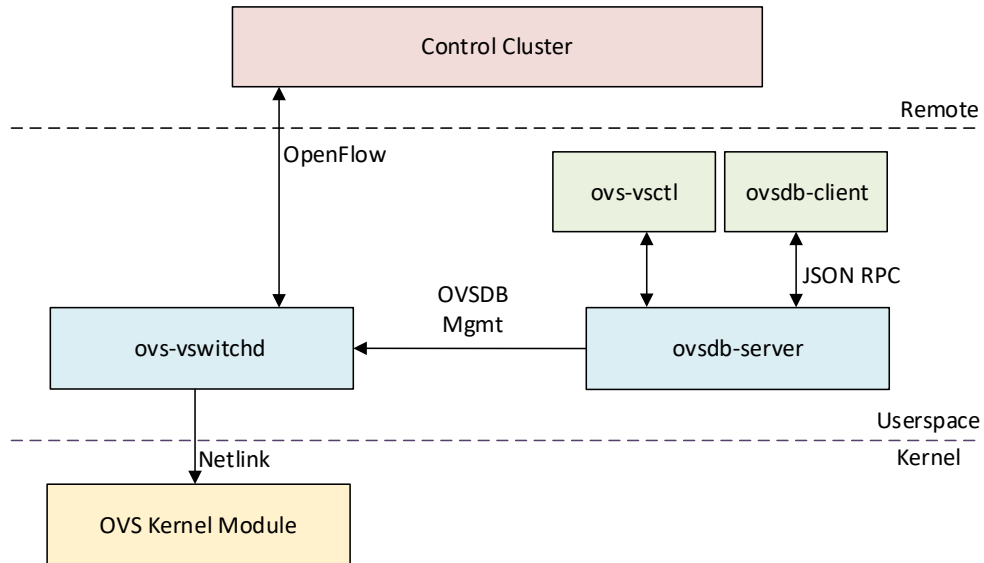 Control Cluster
Remote
OpenFlow
ovs-vsctl
ovsdb-client
JSON RPC
OVSDB
Mgmt
ovs-vswitchd
ovsdb-server
Userspace
Kernel
Netlink
OVS Kernel Module